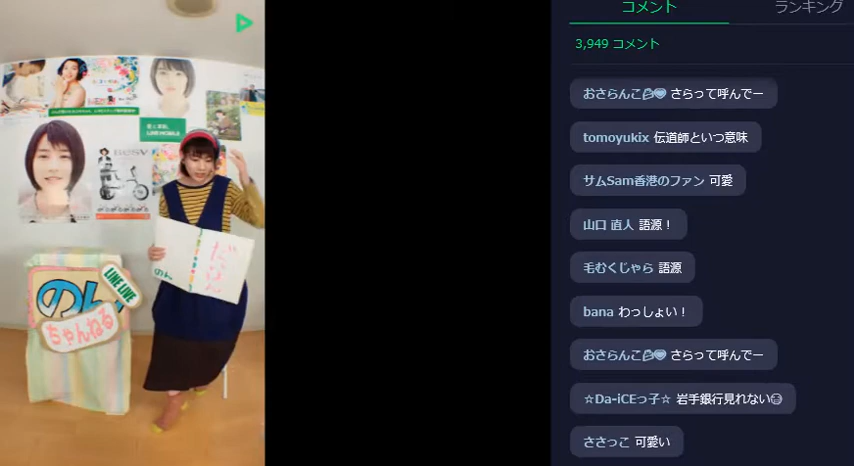 コメント
ランキング
3,949 コメント
おさらんこ さらって呼んでー
tomoyukix 伝道師といつ意味
サムSam香港のファン 可愛
山口 直人 語源！
毛むくじゃら 語源
bana わっしょい！
おさらんこ さらって呼んでー
☆Da-iCEっ子☆ 岩手銀行見れない😂
ささっこ 可愛い
LINE MOBILE
BESV
のん
LINE LIVE
のん
ちゃんねる